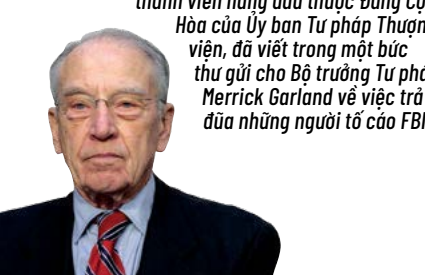 thành viên hàng đầu thuộc Đảng Cộng
Hòa của Ủy ban Tư pháp Thượng
viện, đã viết trong một bức
thư gửi cho Bộ trưởng Tư pháp
Merrick Garland về việc trả
đũa những người tố cáo FBI